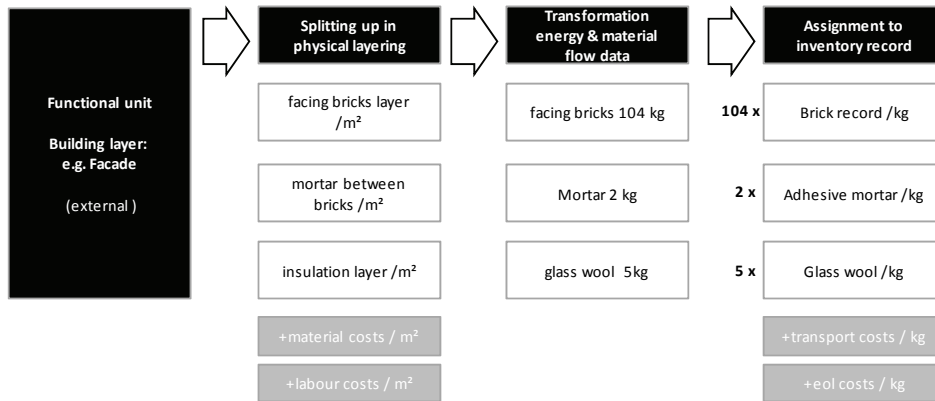 Functional unit
Building layer:
e.g. Facade
(external )
Splitting up in
physical layering
facing bricks layer
/m²
mortar between
bricks /m²
insulation layer /m²
+material costs / m²
+labour costs / m²
Transformation
energy & material
flow data
facing bricks 104 kg
Mortar 2 kg
glass wool  5kg
Assignment to
inventory record
104 x
Brick record /kg
2 x
Adhesive mortar /kg
5 x
Glass wool /kg
+transport costs / kg
+eol costs / kg